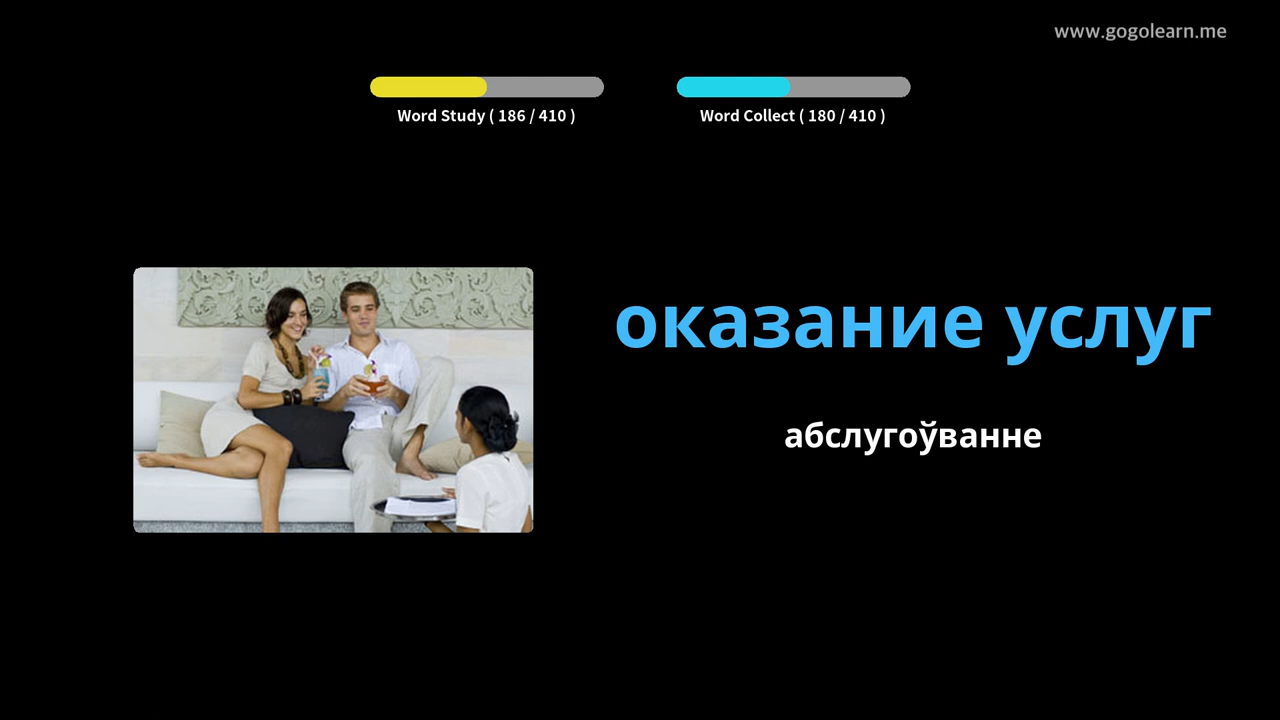 www.gogolearn.me
Word Study ( 186 / 410 )
Word Collect ( 180 / 410 )
оказание услуг
абслугоўванне